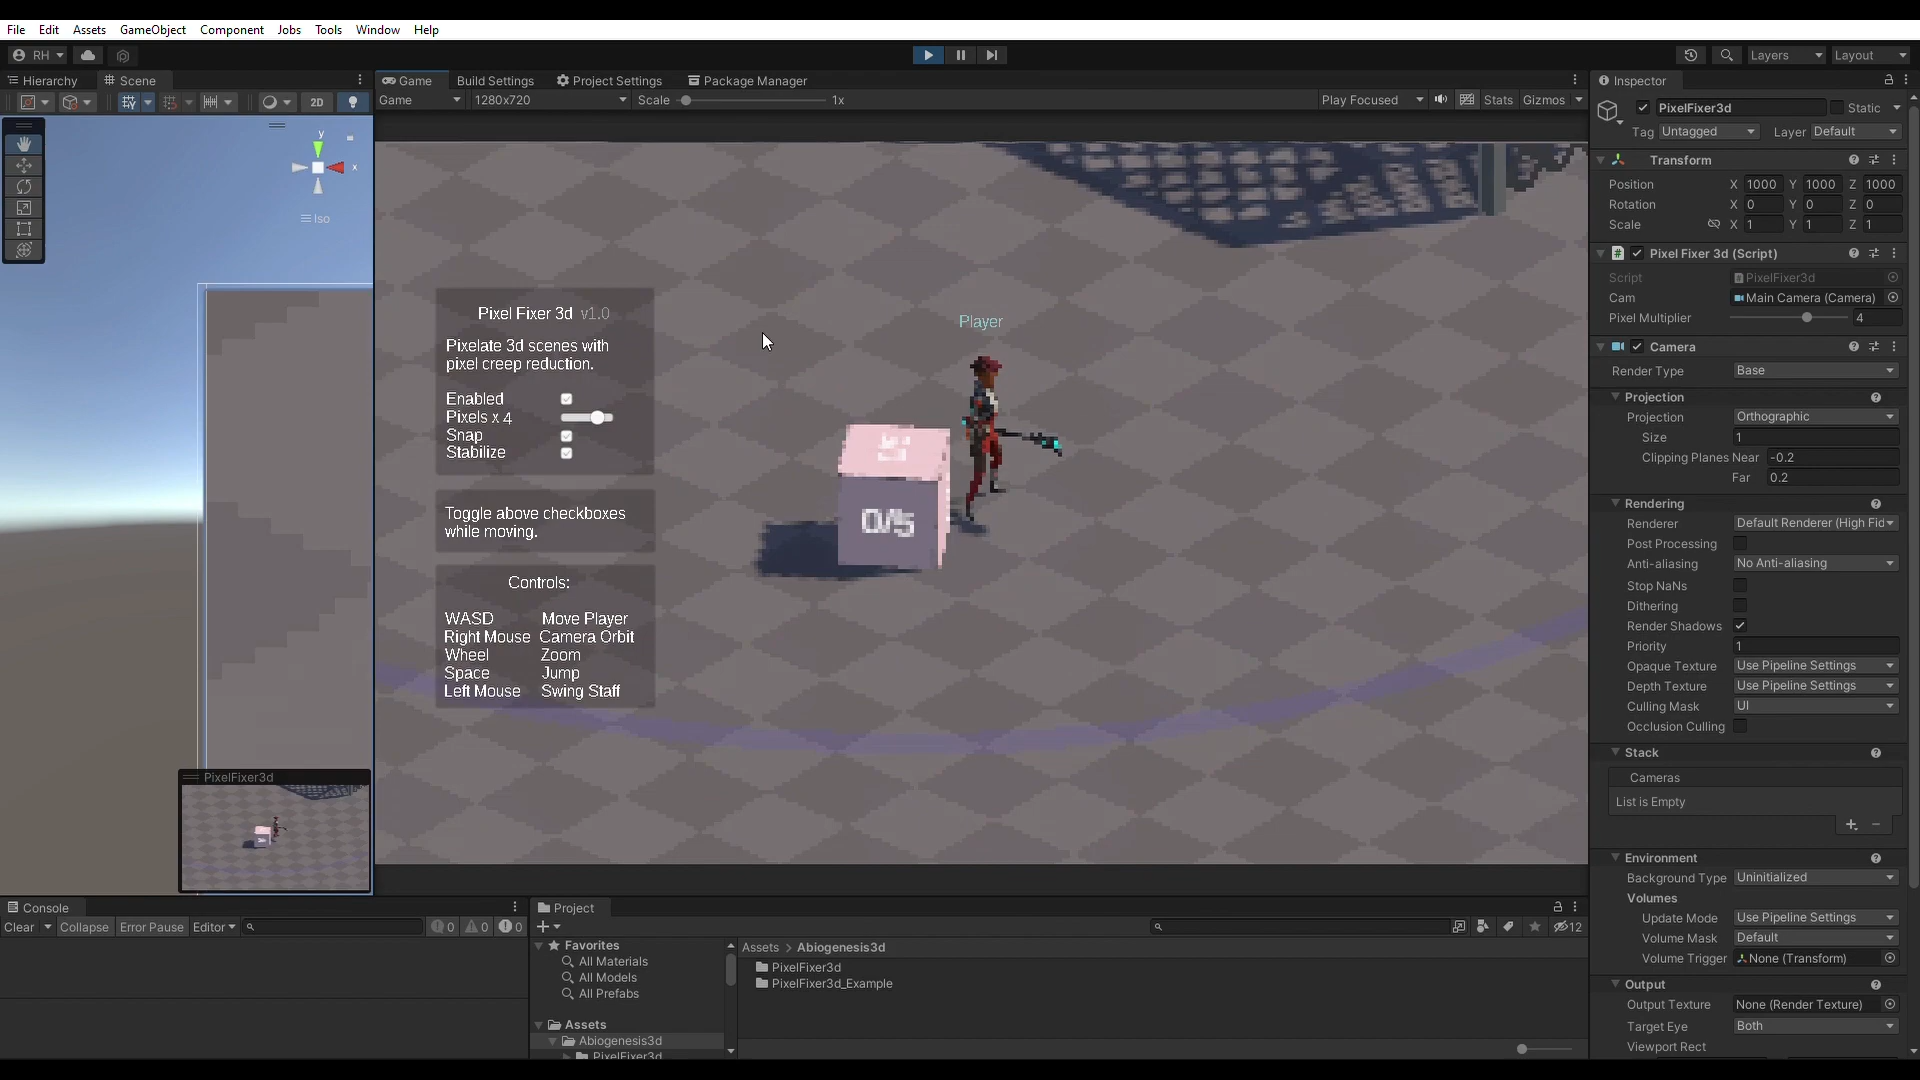 File Edit Assets GameObject Component Jobs Tools Window Help
RH
Layers Layout
Hierarchy Scene
2D
y
x
Iso
PixelFixer3d
Game Build Settings Project Settings Package Manager
Game 1280x720 Scale 1x Play Focused Stats Gizmos
Pixel Fixer 3d v1.0
Pixelate 3d scenes with
pixel creep reduction.
Enabled
Pixels x 4
Snap
Stabilize
Toggle above checkboxes
while moving.
Controls:
WASD Move Player
Right Mouse Camera Orbit
Wheel Zoom
Space Jump
Left Mouse Swing Staff
Player
0/5
Inspector
PixelFixer3d Static
Tag Untagged Layer Default
Transform
Position X 1000 Y 1000 Z 1000
Rotation X 0 Y 0 Z 0
Scale X 1 Y 1 Z 1
Pixel Fixer 3d (Script)
Script PixelFixer3d
Cam Main Camera (Camera)
Pixel Multiplier 4
Camera
Render Type Base
Projection
Projection Orthographic
Size 1
Clipping Planes Near -0.2
Far 0.2
Rendering
Renderer Default Renderer (High Fid
Post Processing
Anti-aliasing No Anti-aliasing
Stop NaNs
Dithering
Render Shadows
Priority 1
Opaque Texture Use Pipeline Settings
Depth Texture Use Pipeline Settings
Culling Mask UI
Occlusion Culling
Stack
Cameras
List is Empty
Environment
Background Type Uninitialized
Volumes
Update Mode Use Pipeline Settings
Volume Mask Default
Volume Trigger None (Transform)
Output
Output Texture None (Render Texture)
Target Eye Both
Viewport Rect
Console
Clear Collapse Error Pause Editor 0 0 0
Project
12
Favorites
All Materials
All Models
All Prefabs
Assets
Abiogenesis3d
PixelFixer3d
Assets > Abiogenesis3d
PixelFixer3d
PixelFixer3d_Example